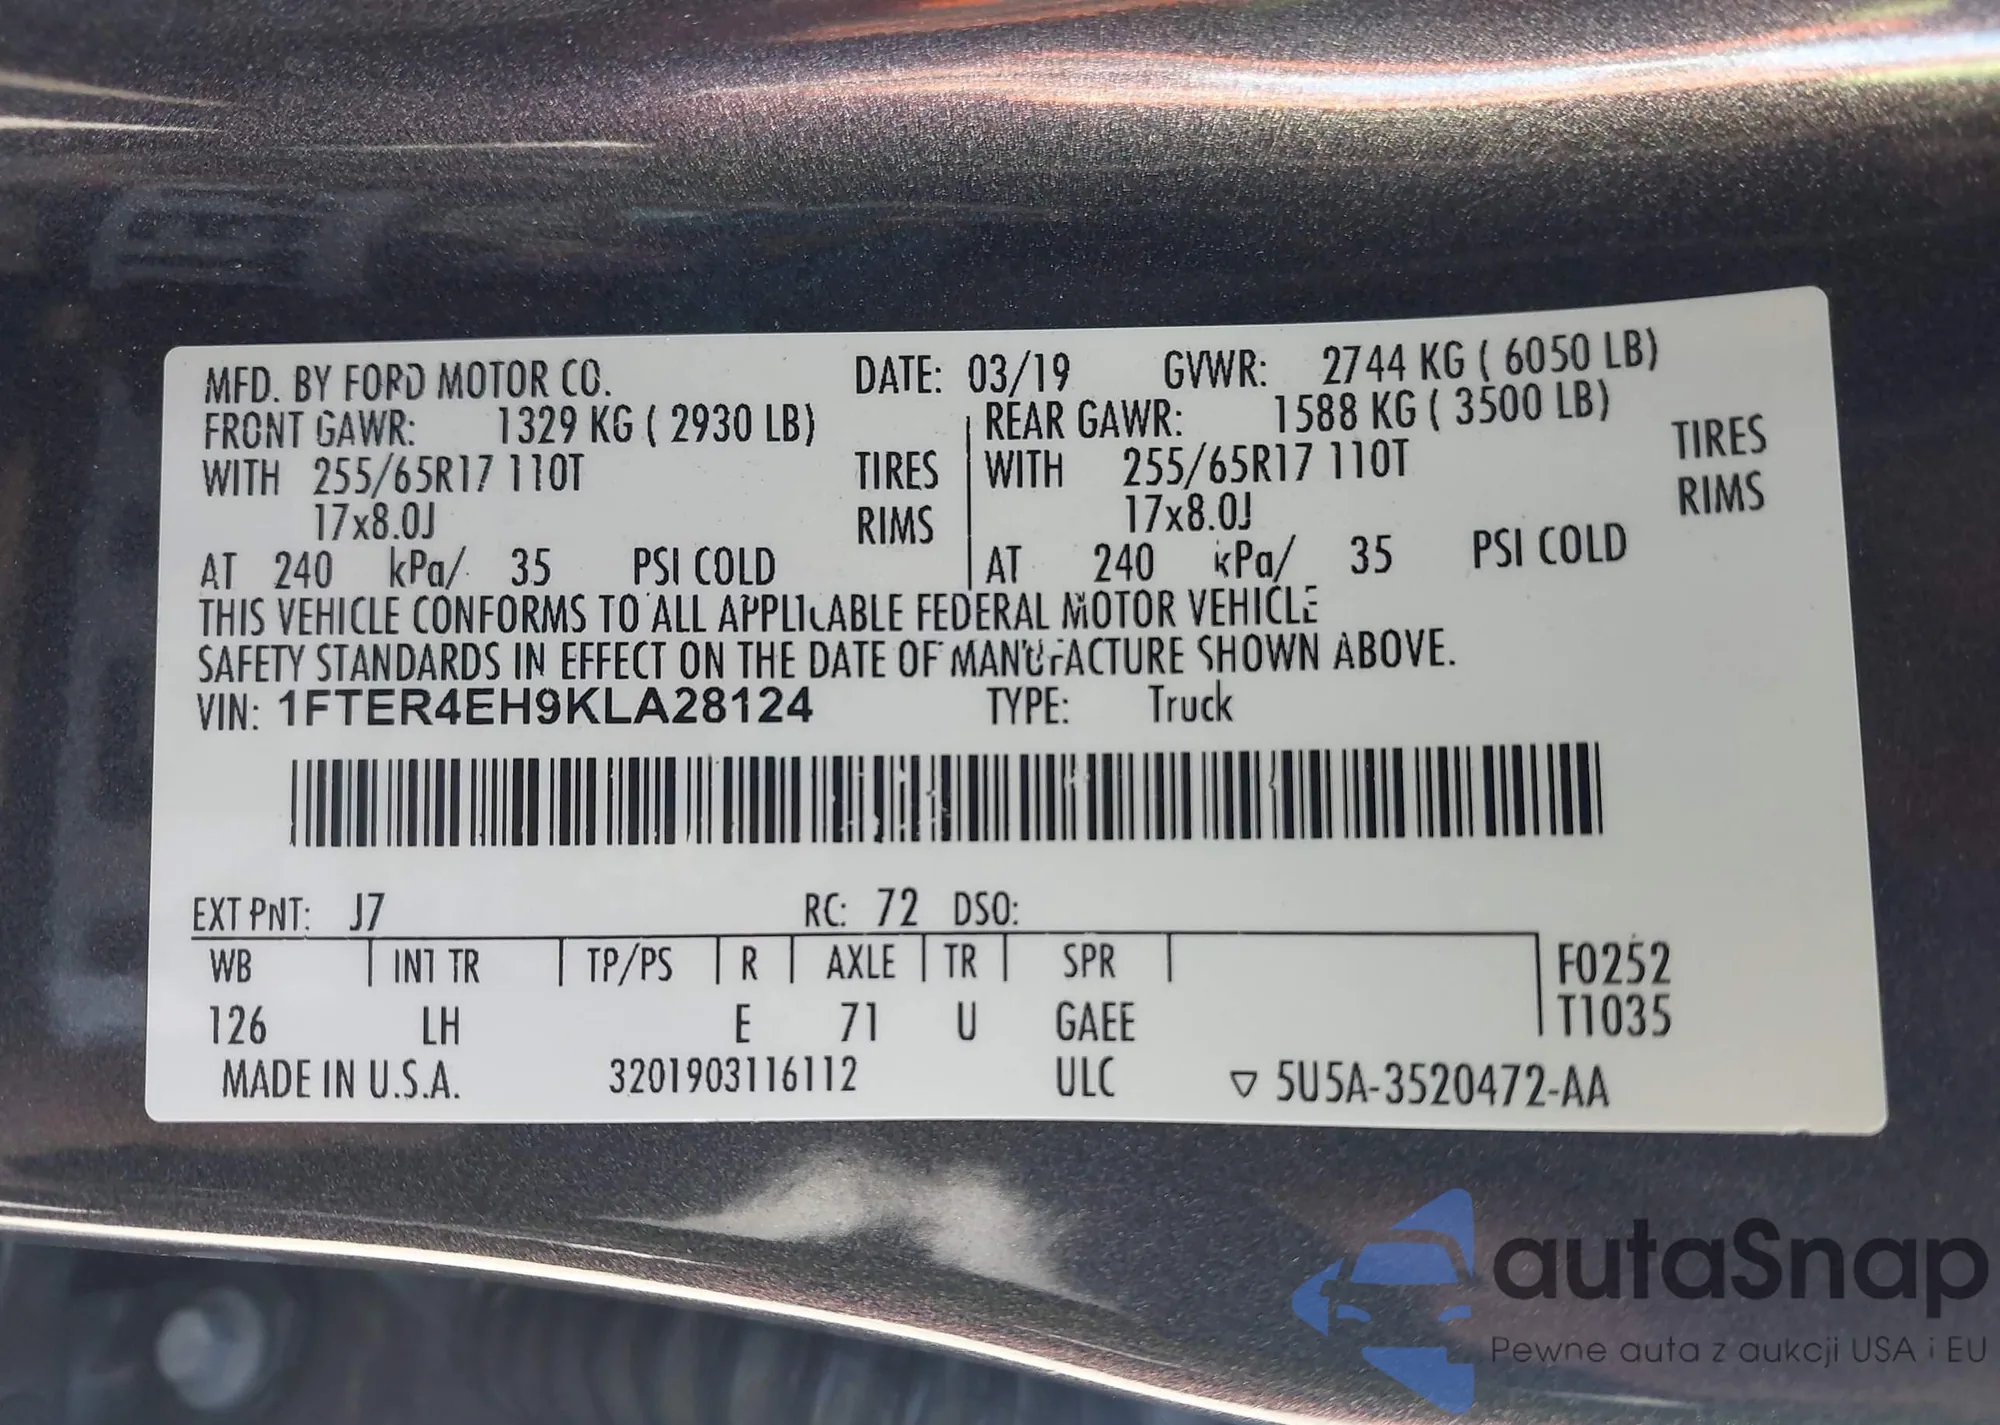 MFD. BY FORD MOTOR CO. DATE: 03/19 GVWR: 2744 KG ( 6050 LB)
FRONT GAWR: 1329 KG ( 2930 LB) REAR GAWR: 1588 KG ( 3500 LB)
WITH 255/65R17 110T TIRES WITH 255/65R17 110T TIRES
17x8.0J RIMS 17x8.0J RIMS
AT 240 kPa/ 35 PSI COLD AT 240 kPa/ 35 PSI COLD
THIS VEHICLE CONFORMS TO ALL APPLICABLE FEDERAL MOTOR VEHICLE
SAFETY STANDARDS IN EFFECT ON THE DATE OF MANUFACTURE SHOWN ABOVE.
VIN: 1FTER4EH9KLA28124 TYPE: Truck
EXT PNT: J7 RC: 72 DSO:
WB INT TR TP/PS R AXLE TR SPR F0252
126 LH E 71 U GAEE T1035
MADE IN U.S.A. 3201903116112 ULC ▽ 5U5A-3520472-AA
autaSnap
Pewne auta z aukcji USA i EU